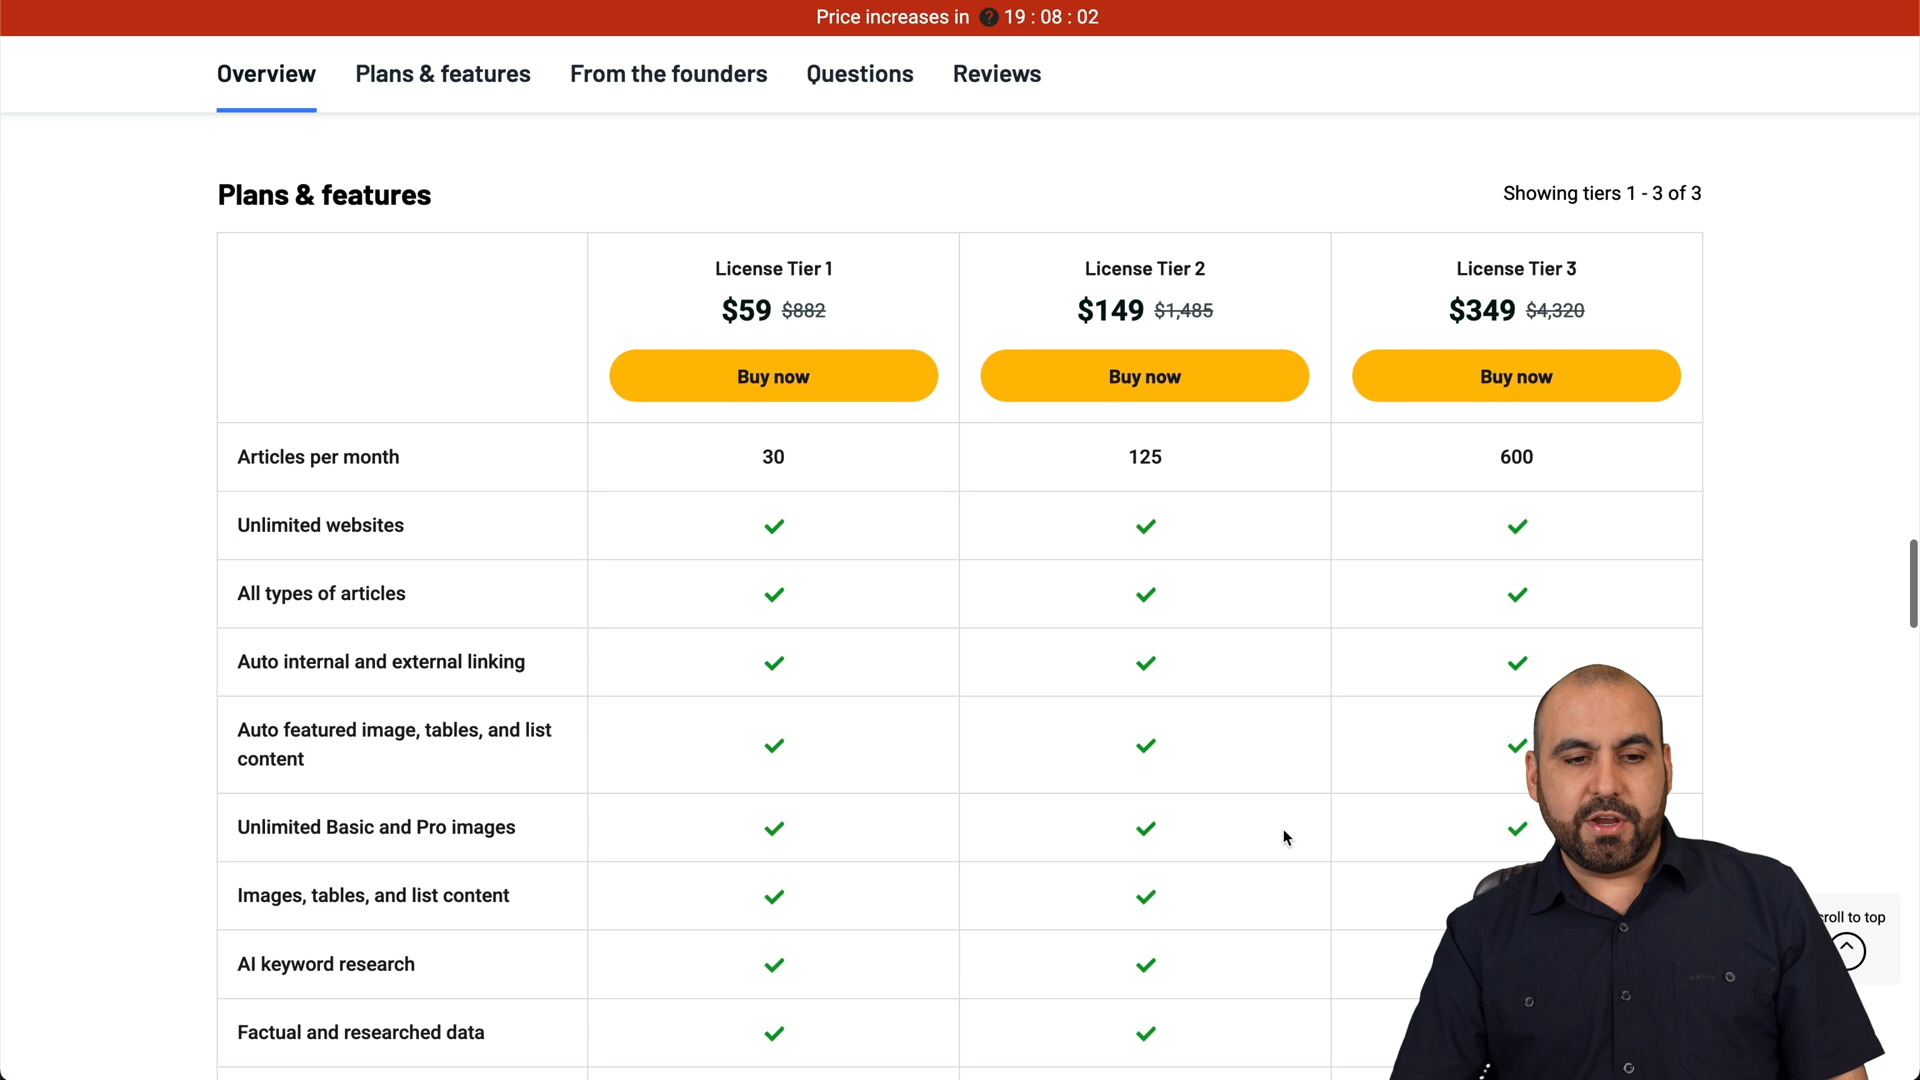 Price increases in ? 19 : 08 : 02
Overview Plans & features From the founders Questions Reviews
Plans & features
Showing tiers 1 - 3 of 3
License Tier 1 License Tier 2 License Tier 3
$59 $882 $149 $1,485 $349 $4,320
Buy now Buy now Buy now
Articles per month 30 125 600
Unlimited websites
All types of articles
Auto internal and external linking
Auto featured image, tables, and list
content
Unlimited Basic and Pro images
Images, tables, and list content
croll to top
AI keyword research
Factual and researched data